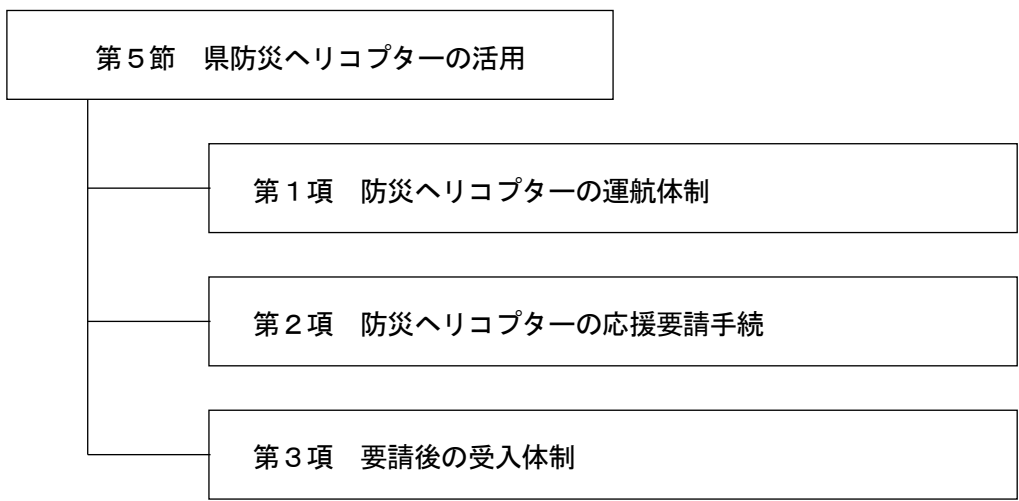 第５節　県防災ヘリコプターの活用
第１項　防災ヘリコプターの運航体制
第２項　防災ヘリコプターの応援要請手続
第３項　要請後の受入体制